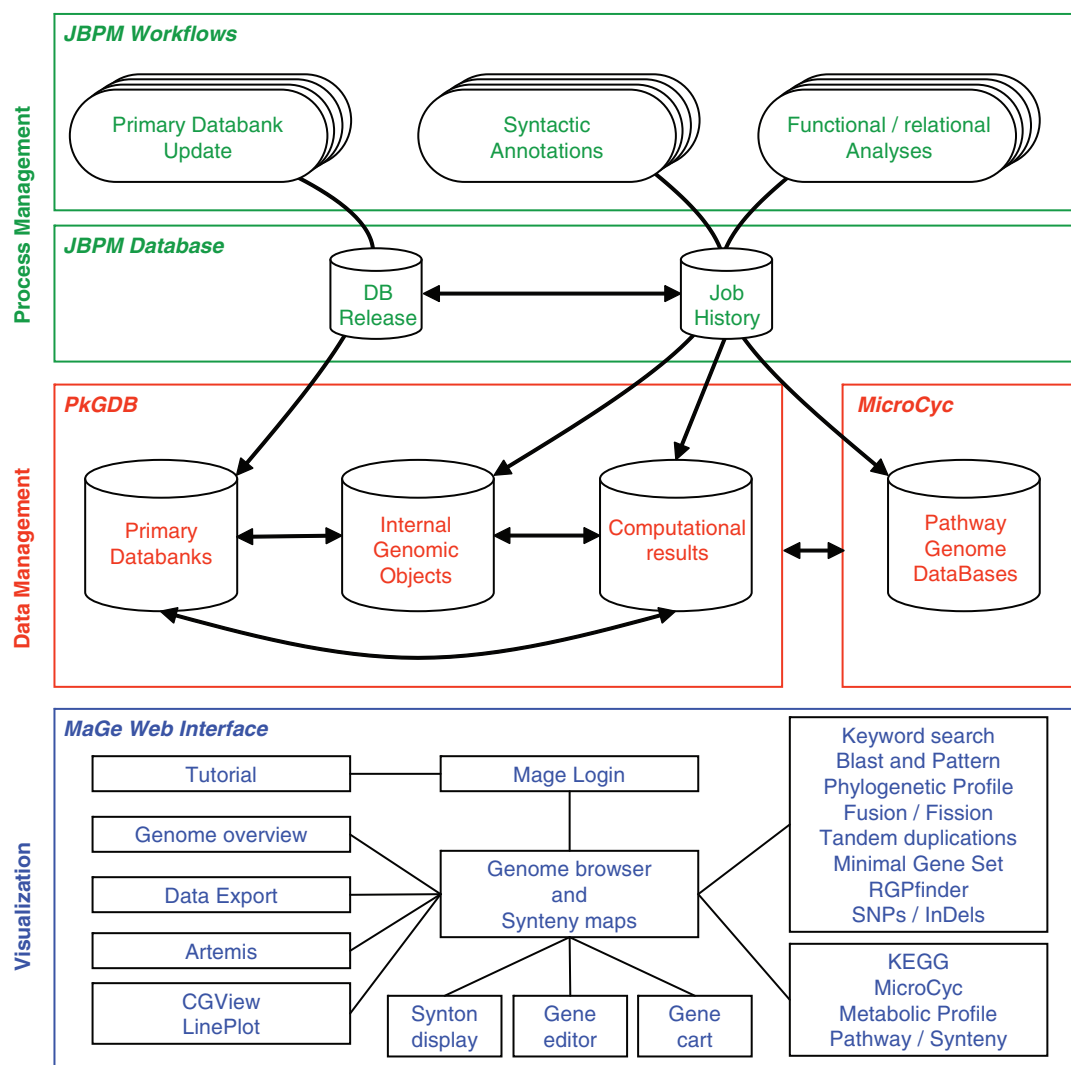 Process Management
JBPM Workflows
Primary Databank
Update
Syntactic
Annotations
Functional / relational
Analyses
JBPM Database
DB
Release
Job
History
Data Management
PkGDB
Primary
Databanks
Internal
Genomic
Objects
Computational
results
MicroCyc
Pathway
Genome
DataBases
Visualization
MaGe Web Interface
Tutorial
Mage Login
Genome overview
Data Export
Artemis
CGView
LinePlot
Genome browser
and
Synteny maps
Synton
display
Gene
editor
Gene
cart
Keyword search
Blast and Pattern
Phylogenetic Profile
Fusion / Fission
Tandem duplications
Minimal Gene Set
RGPfinder
SNPs / InDels
KEGG
MicroCyc
Metabolic Profile
Pathway / Synteny